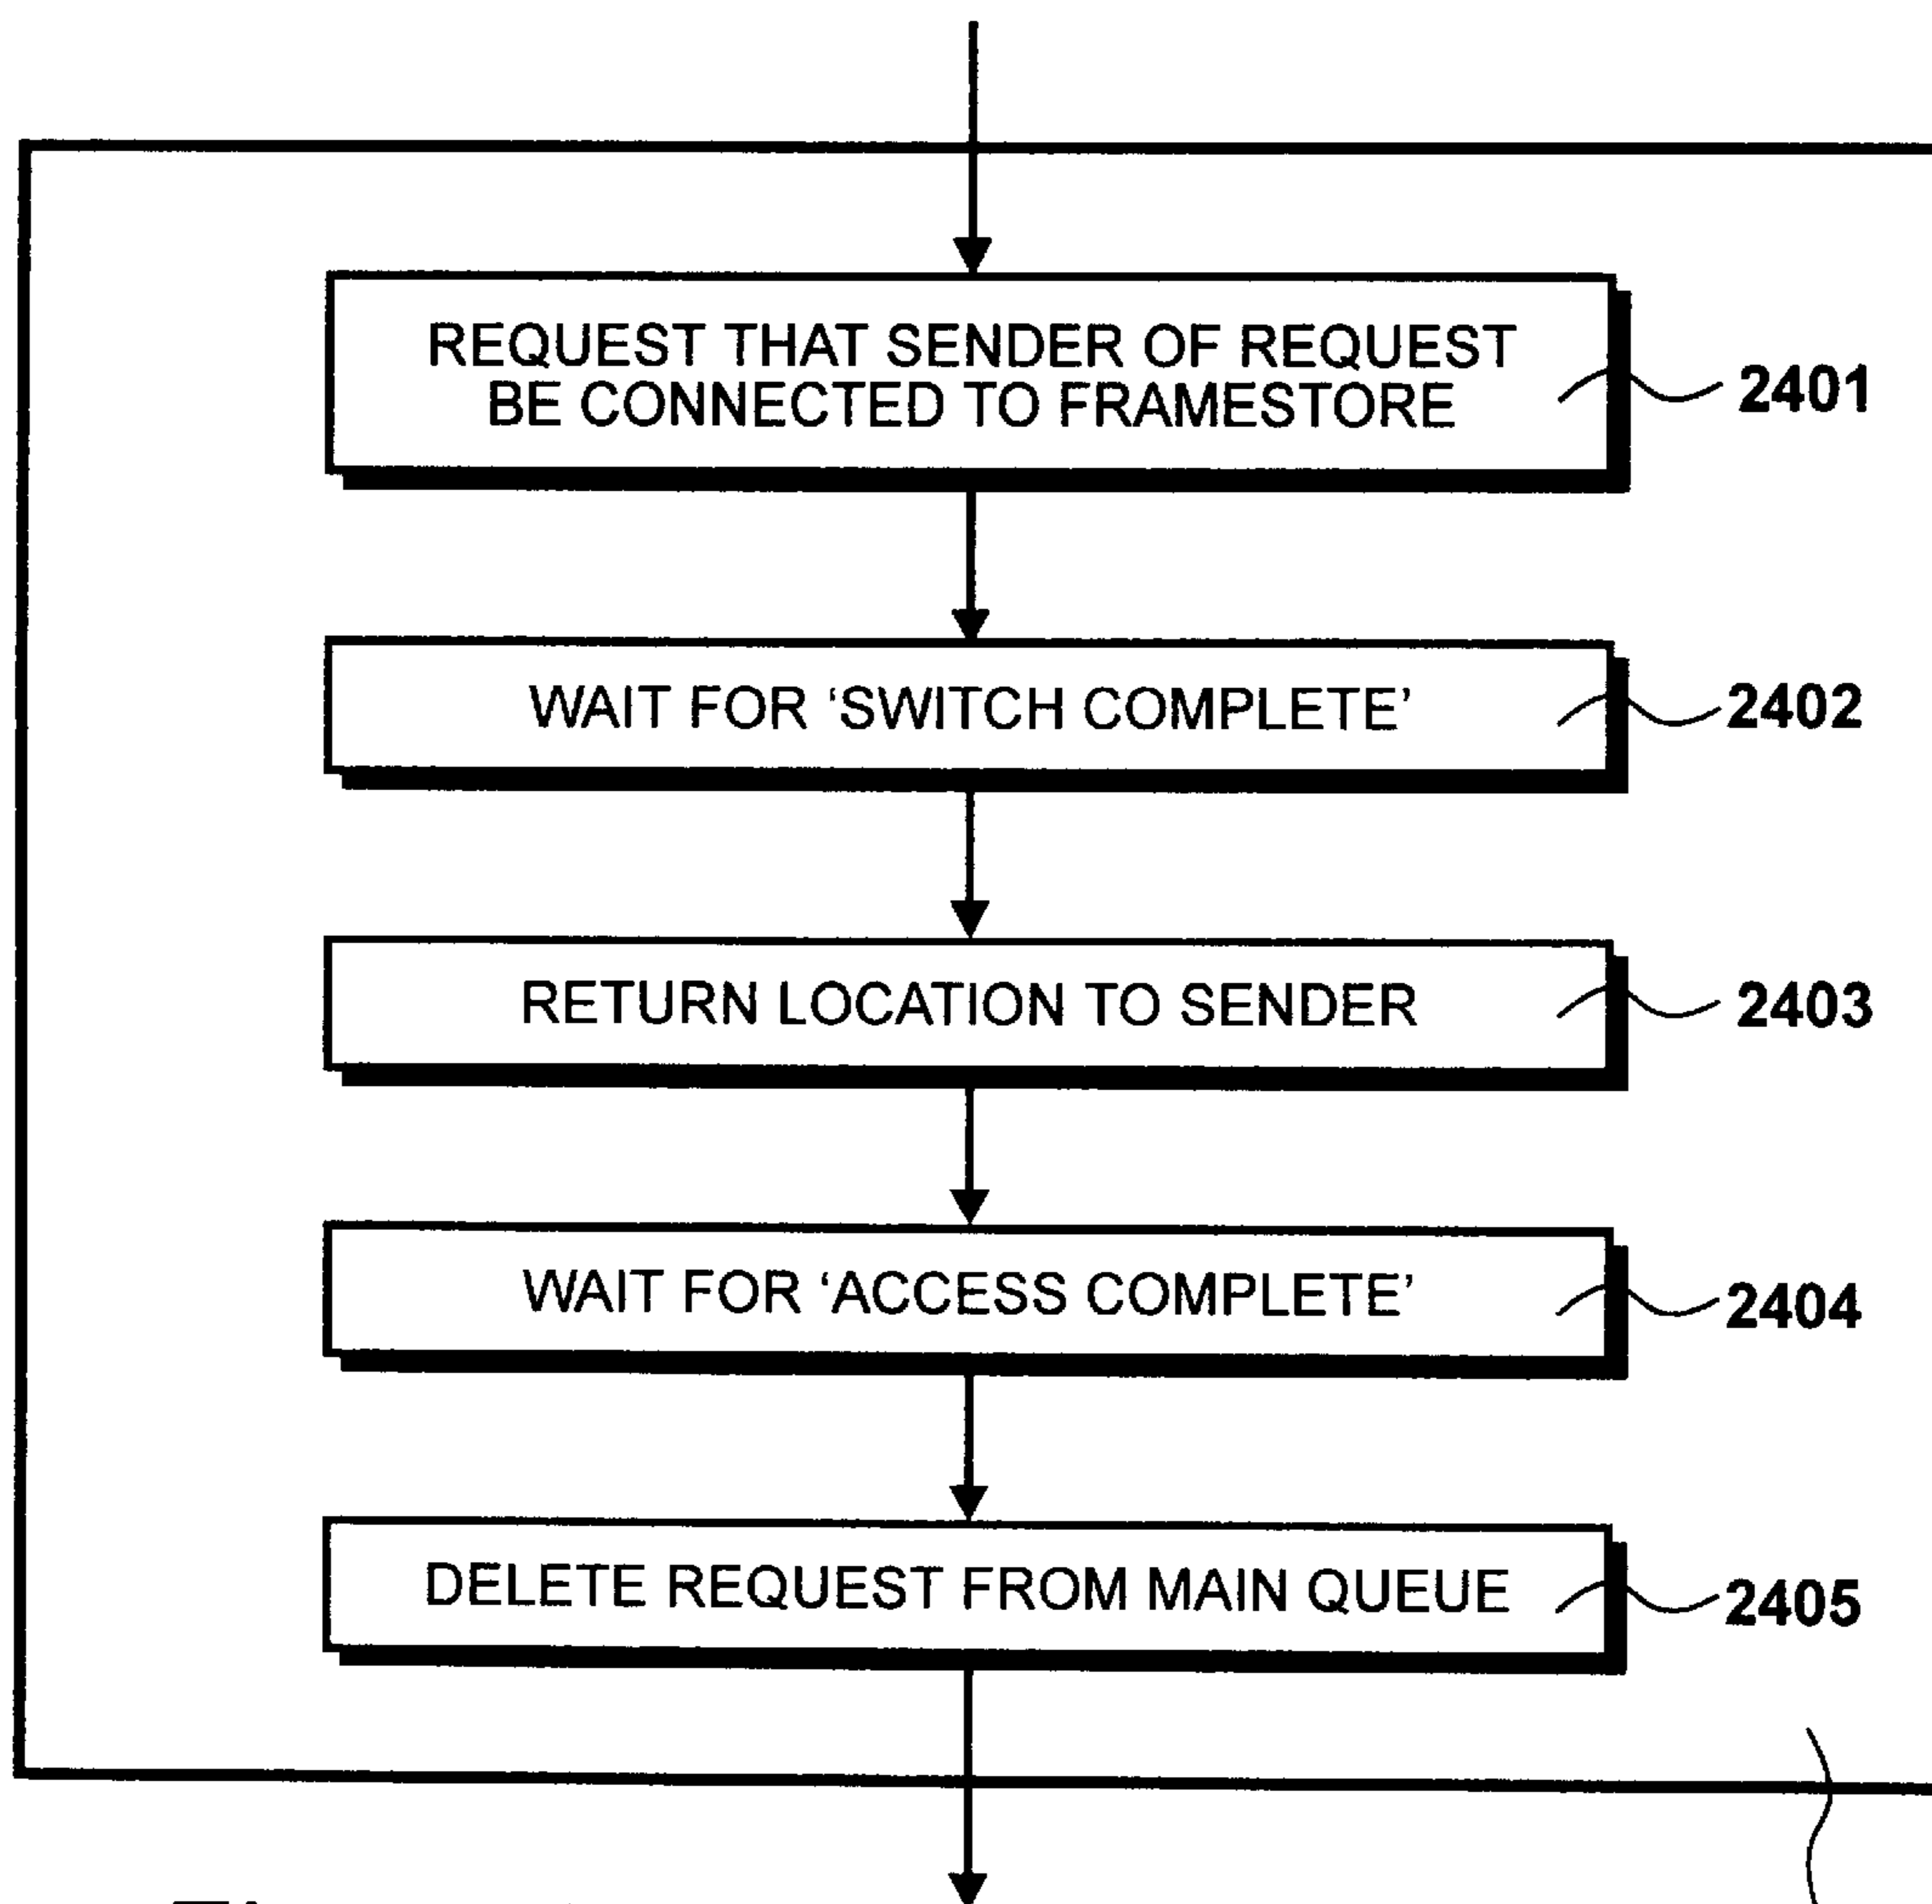 REQUEST THAT SENDER OF REQUEST
BE CONNECTED TO FRAMESTORE
2401
WAIT FOR ‘SWITCH COMPLETE’
2402
RETURN LOCATION TO SENDER
2403
WAIT FOR ‘ACCESS COMPLETE’
2404
DELETE REQUEST FROM MAIN QUEUE
2405